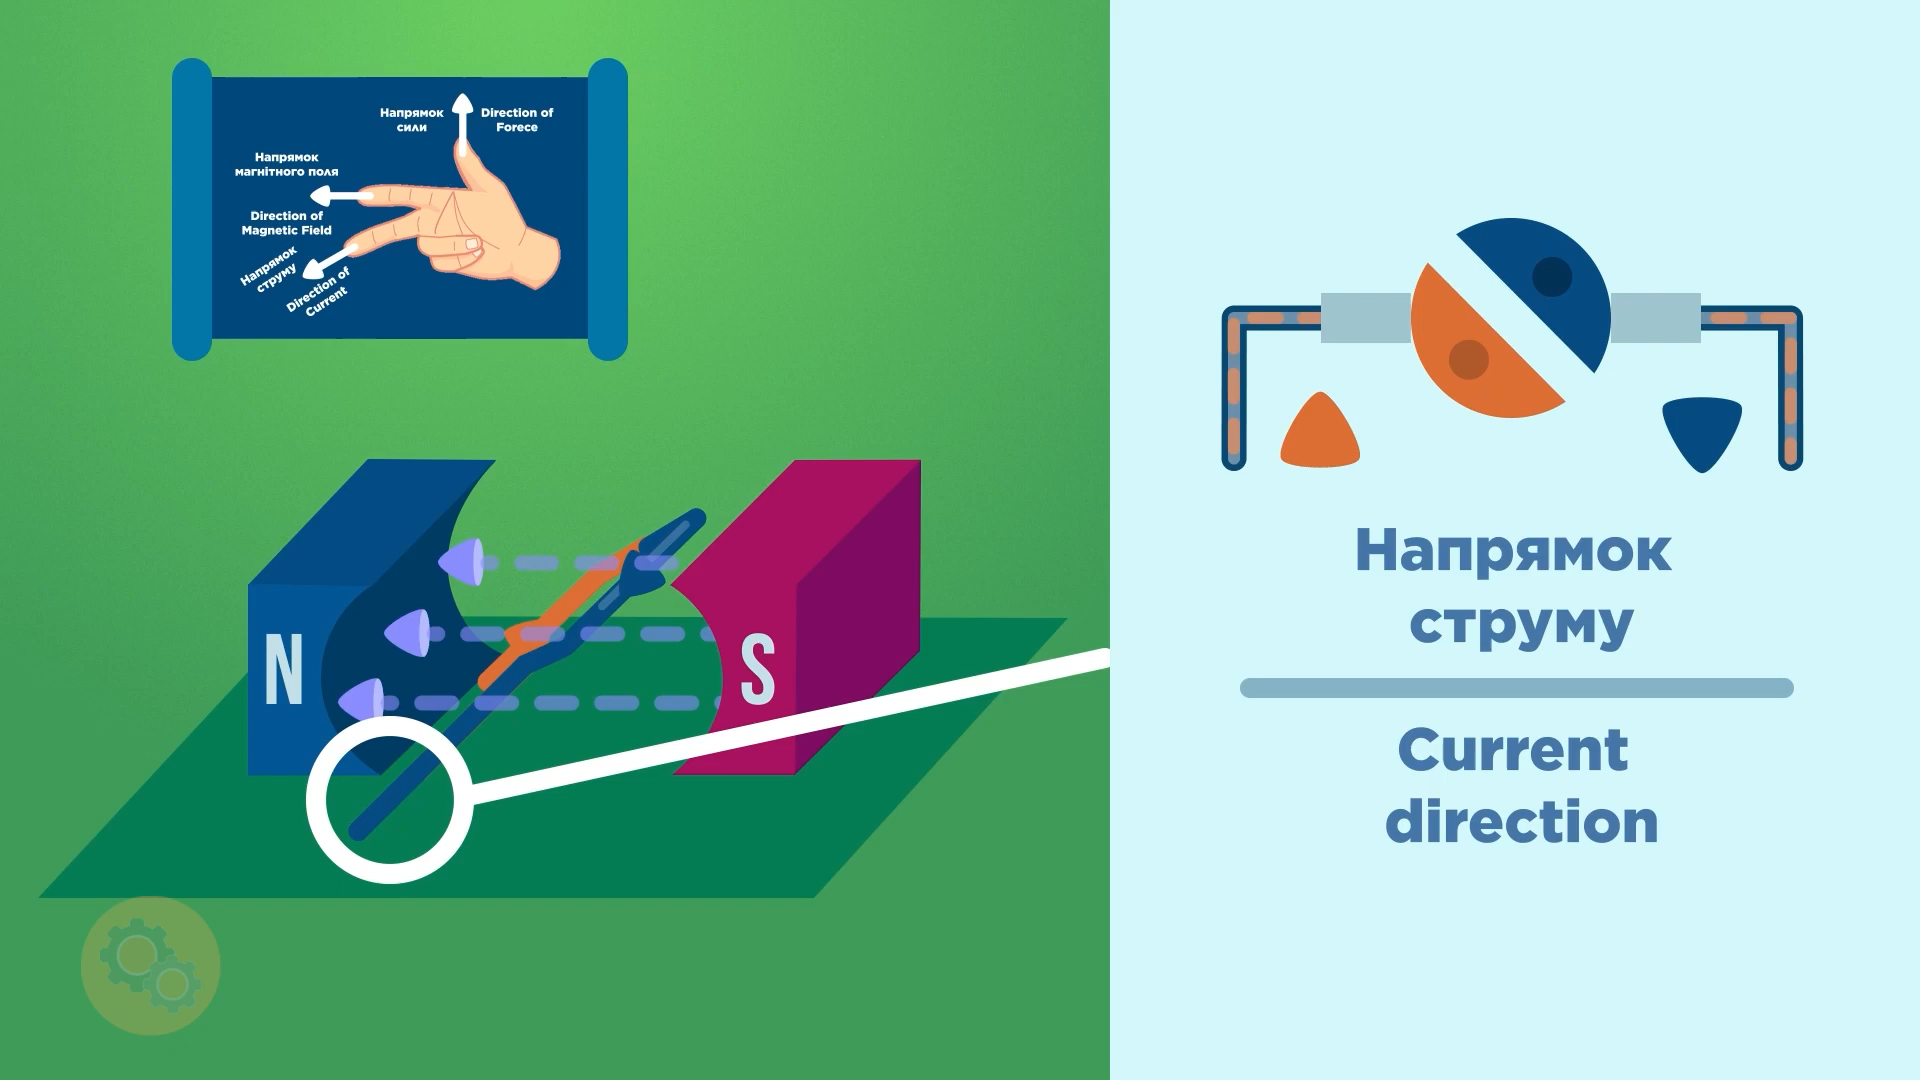 Напрямок
сили
Direction of
Forece
Напрямок
магнітного поля
Direction of
Magnetic Field
Напрямок
струму
Direction of
Current
N
S
Напрямок
струму
Current
direction